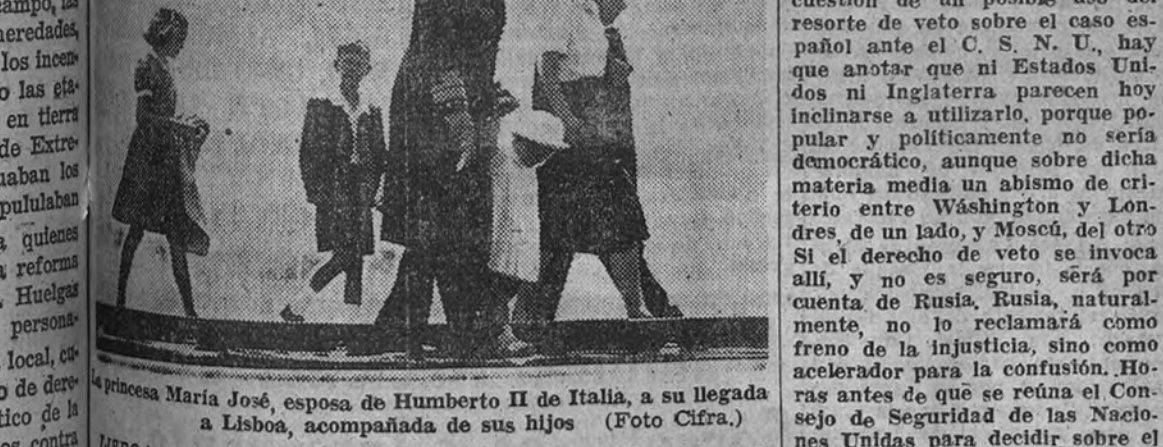 campo, las
heredades,
los incen-
o las eta-
en tierra
de Extre-
uaban los
pululaban
quienes
a reforma
Huelgas
persona-
local, cu-
o de dere-
tico de la
contra
La princesa María José, esposa de Humberto II de Italia, a su llegada
a Lisboa, acompañada de sus hijos (Foto Cifra.)
cuestión de un posible uso del
resorte de veto sobre el caso es-
pañol ante el C. S. N. U., hay
que anotar que ni Estados Uni-
dos ni Inglaterra parecen hoy
inclinarse a utilizarlo, porque po-
pular y políticamente no sería
democrático, aunque sobre dicha
materia media un abismo de cri-
terio entre Wáshington y Lon-
dres, de un lado, y Moscú, del otro
Si el derecho de veto se invoca
allí, y no es seguro, será por
cuenta de Rusia. Rusia, natural-
mente, no lo reclamará como
freno de la injusticia, sino como
acelerador para la confusión. Ho-
ras antes de que se reúna el Con-
sejo de Seguridad de las Nacio-
nes Unidas para decidir sobre el